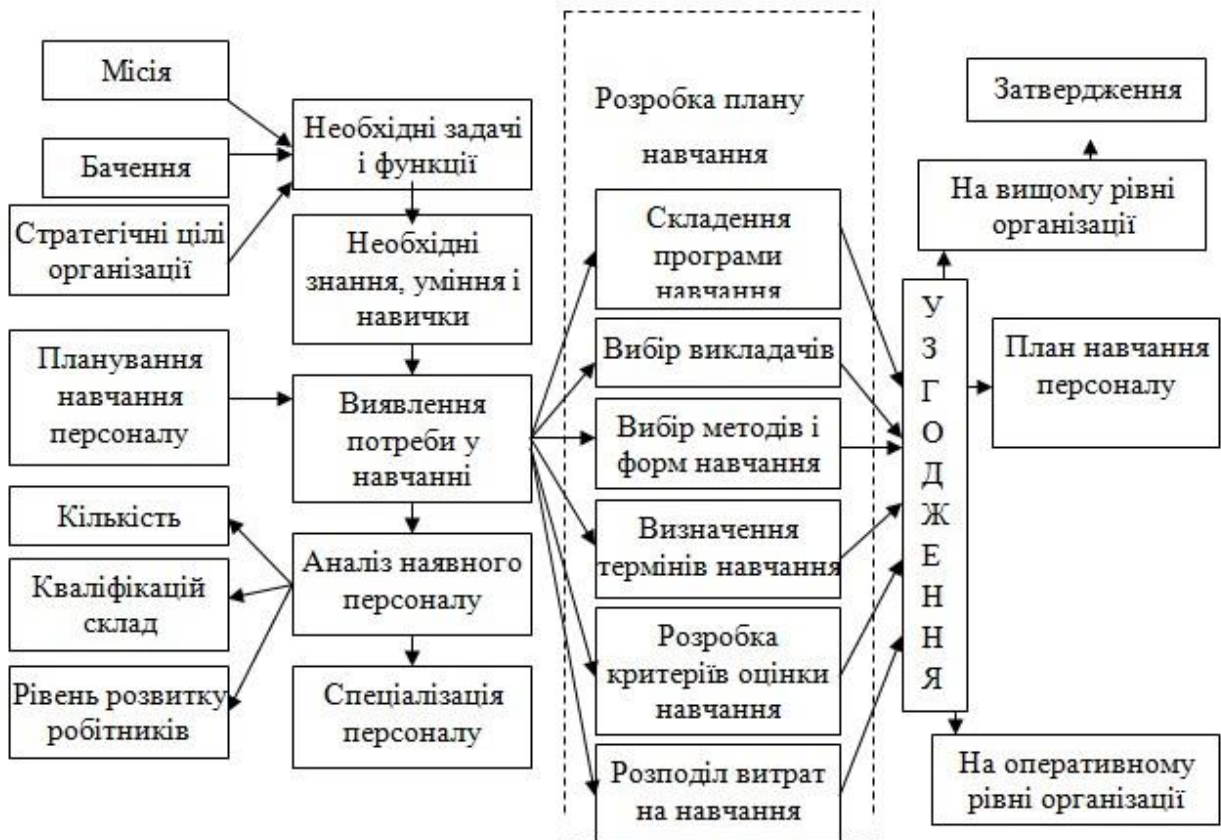 Місія
Бачення
Стратегічні цілі
організації
Планування
навчання
персоналу
Кількість
Кваліфікацій
склад
Рівень розвитку
робітників
Необхідні задачі
і функції
Необхідні
знання, уміння і
навички
Виявлення
потреби у
навчанні
Аналіз наявного
персоналу
Спеціалізація
персоналу
Розробка плану
навчання
Складення
програми
навчання
Вибір викладачів
Вибір методів і
форм навчання
Визначення
термінів навчання
Розробка
критеріїв оцінки
навчання
Розподіл витрат
на навчання
УЗГОДЖЕННЯ
Затвердження
На вищому рівні
організації
План навчання
персоналу
На оперативному
рівні організації